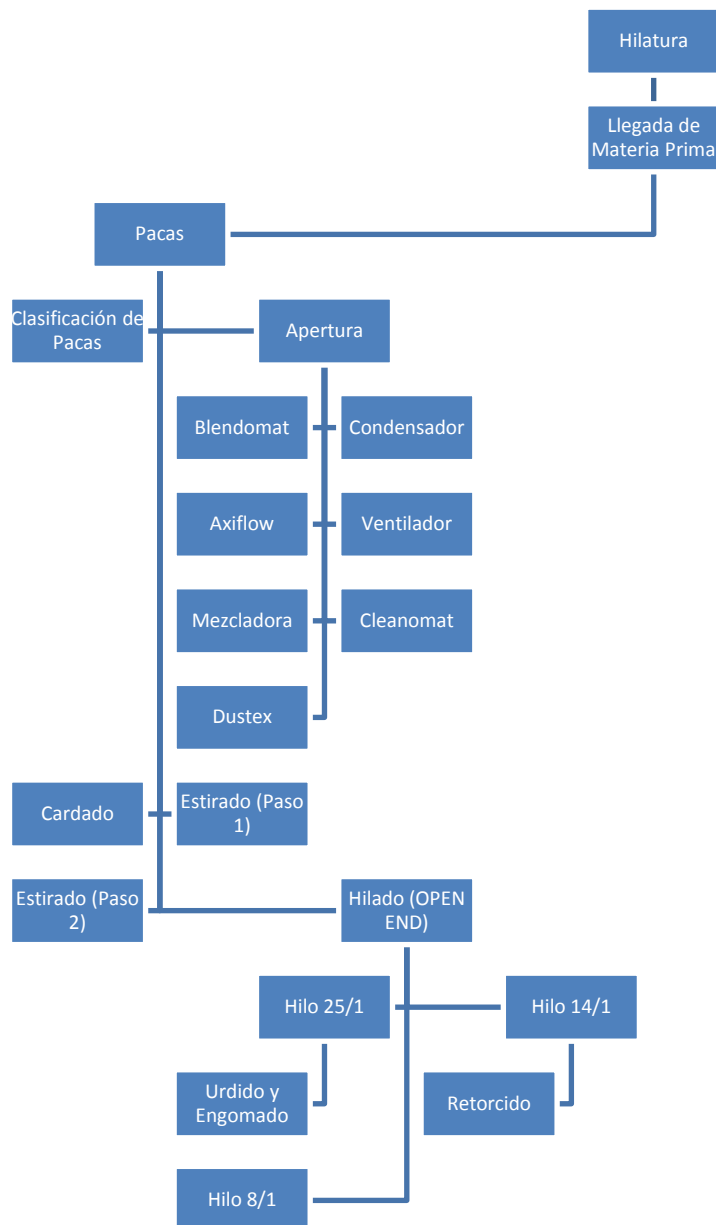 Hilatura
Llegada de
Materia Prima
Pacas
Clasificación de
Pacas
Apertura
Blendomat
Condensador
Axiflow
Ventilador
Mezcladora
Cleanomat
Dustex
Cardado
Estirado (Paso
1)
Estirado (Paso
2)
Hilado (OPEN
END)
Hilo 25/1
Hilo 14/1
Urdido y
Engomado
Retorcido
Hilo 8/1